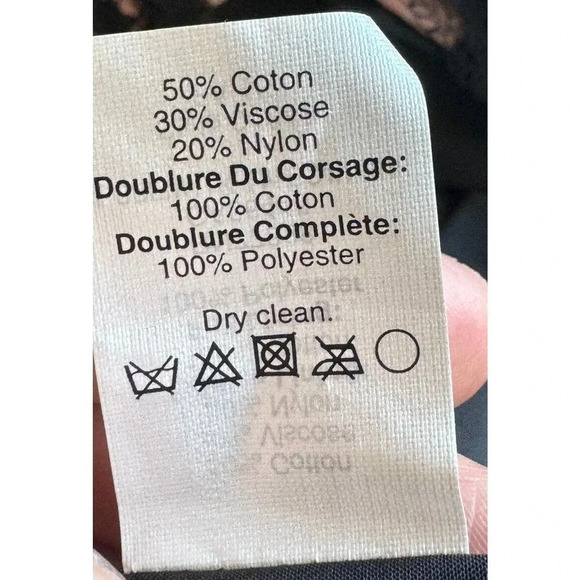 50% Coton
30% Viscose
20% Nylon
Doublure Du Corsage:
100% Coton
Doublure Complète:
100% Polyester
Dry clean.